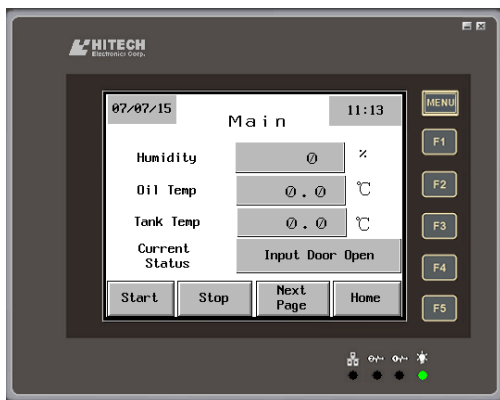 HITECH
Electronics Corp.
07/07/15
Main
11:13
MENU
Humidity 0 %
F1
Oil Temp 0.0 ℃
F2
Tank Temp 0.0 ℃
F3
Current
Status
Input Door Open
F4
Start Stop Next
Page Home
F5